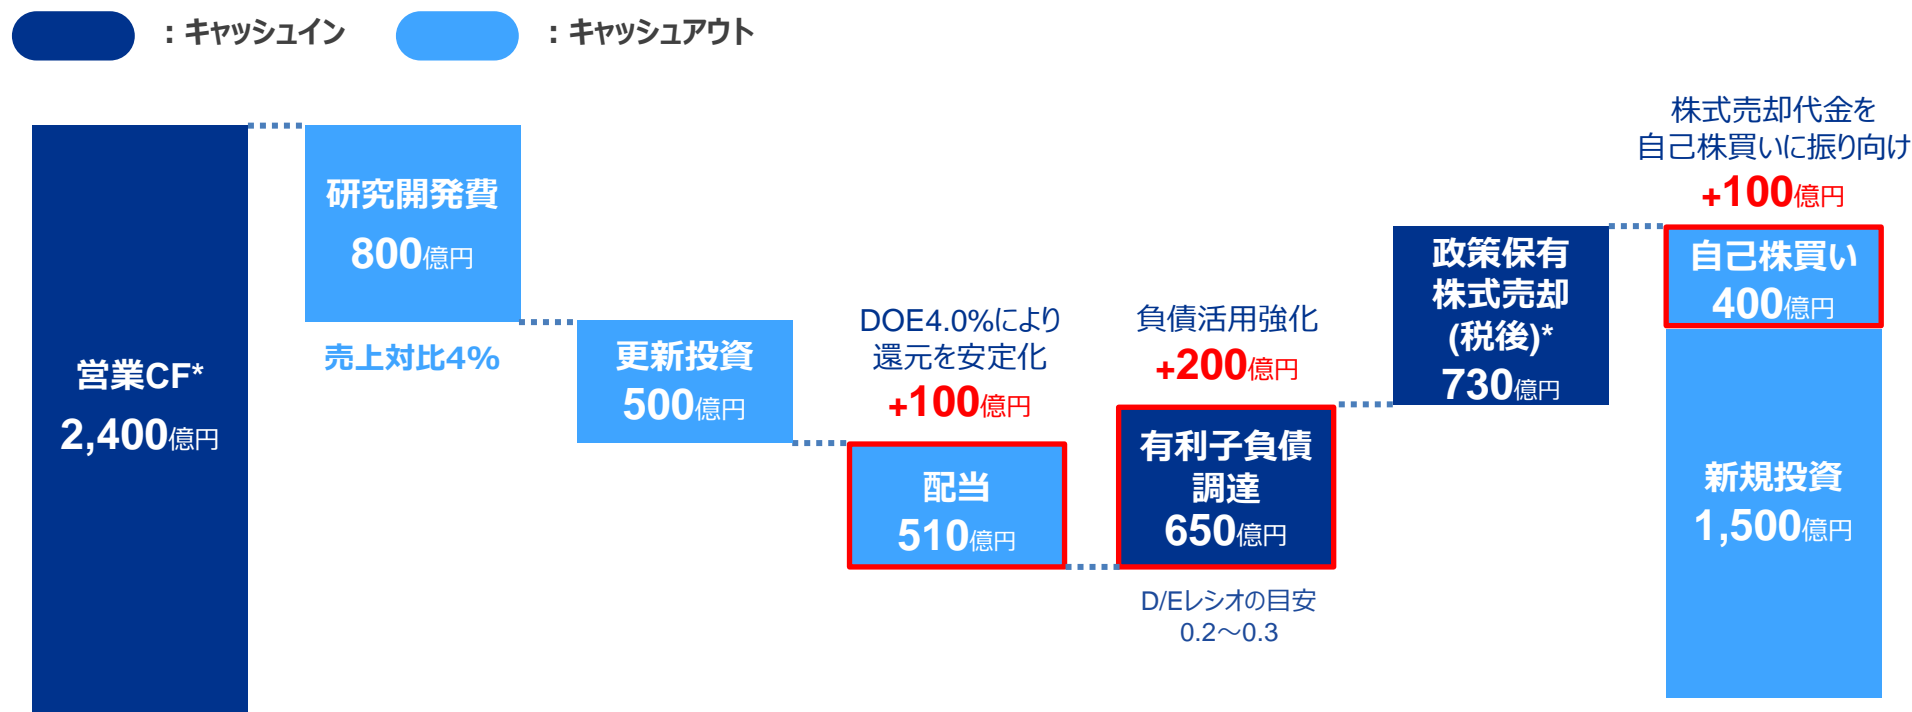 ：キャッシュイン
：キャッシュアウト
営業CF*
2,400億円
研究開発費
800億円
売上対比4%
更新投資
500億円
DOE4.0%により
還元を安定化
+100億円
配当
510億円
負債活用強化
+200億円
有利子負債
調達
650億円
D/Eレシオの目安
0.2～0.3
政策保有
株式売却
(税後)*
730億円
株式売却代金を
自己株買いに振り向け
+100億円
自己株買い
400億円
新規投資
1,500億円